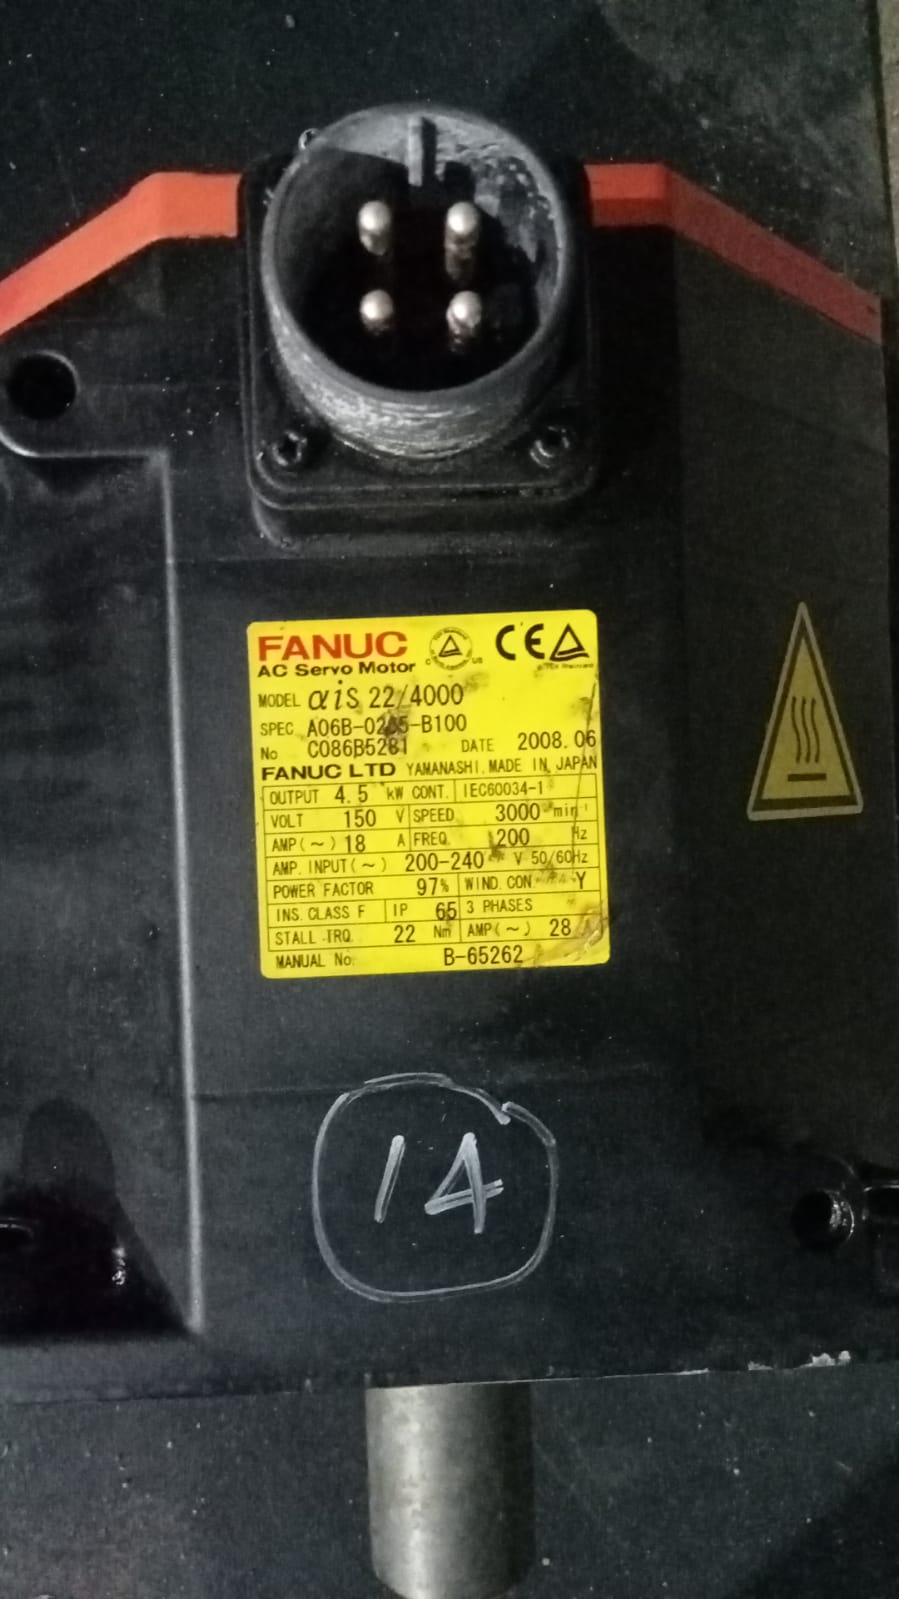 FANUC
AC Servo Motor
C US CE
MODEL αiS 22/4000
SPEC. A06B-0265-B100
No C086B5281 DATE 2008.06
FANUC LTD YAMANASHI, MADE IN JAPAN
OUTPUT 4.5 kW CONT. IEC60034-1
VOLT 150 V SPEED 3000 min⁻¹
AMP(~) 18 A FREQ. 200 Hz
AMP. INPUT(~) 200-240 V 50/60Hz
POWER FACTOR 97% WIND. CON. Y
INS. CLASS F IP 65 3 PHASES
STALL TRQ. 22 Nm AMP(~) 28 A
MANUAL No. B-65262
14